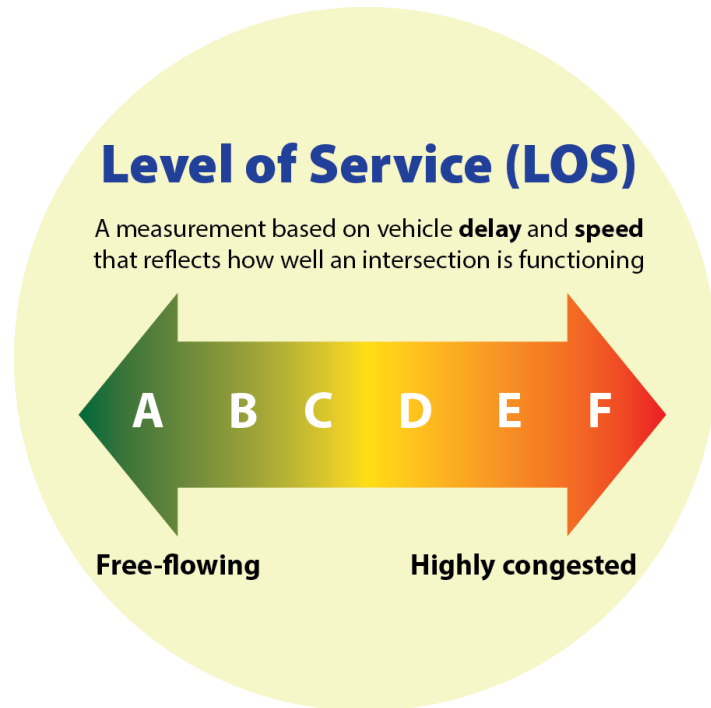 Level of Service (LOS)
A measurement based on vehicle delay and speed
that reflects how well an intersection is functioning
A B C D E F
Free-flowing Highly congested